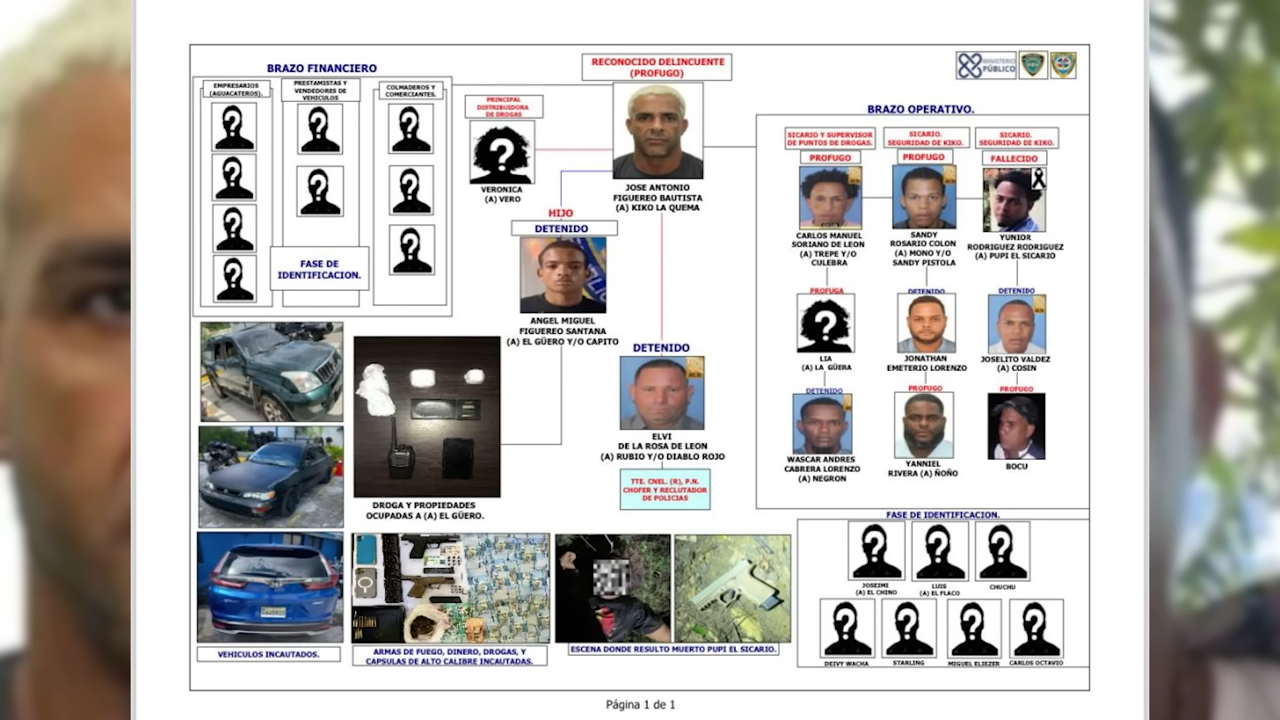 BRAZO FINANCIERO
EMPRESARIOS
(AGUACATEROS).
PRESTAMISTAS Y
VENDEDORES DE
VEHICULOS
COLMADEROS Y
COMERCIANTES.
FASE DE
IDENTIFICACION.
RECONOCIDO DELINCUENTE
(PROFUGO)
PRINCIPAL
DISTRIBUIDORA
DE DROGAS
VERONICA
(A) VERO
JOSE ANTONIO
FIGUEREO BAUTISTA
(A) KIKO LA QUEMA
HIJO
DETENIDO
ANGEL MIGUEL
FIGUEREO SANTANA
(A) EL GÜERO Y/O CAPITO
DETENIDO
ELVI
DE LA ROSA DE LEON
(A) RUBIO Y/O DIABLO ROJO
TTE. CNEL. (R), P.N.
CHOFER Y RECLUTADOR
DE POLICIAS
MINISTERIO
PÚBLICO
BRAZO OPERATIVO.
SICARIO Y SUPERVISOR
DE PUNTOS DE DROGAS.
PROFUGO
CARLOS MANUEL
SORIANO DE LEON
(A) TREPE Y/O
CULEBRA
SICARIO.
SEGURIDAD DE KIKO.
PROFUGO
SANDY
ROSARIO COLON
(A) MONO Y/O
SANDY PISTOLA
SICARIO.
SEGURIDAD DE KIKO.
FALLECIDO
YUNIOR
RODRIGUEZ RODRIGUEZ
(A) PUPI EL SICARIO
PROFUGA
LIA
(A) LA GÜERA
DETENIDO
JONATHAN
EMETERIO LORENZO
DETENIDO
JOSELITO VALDEZ
(A) COSIN
DETENIDO
WASCAR ANDRES
CABRERA LORENZO
(A) NEGRON
PROFUGO
YANNIEL
RIVERA (A) ÑOÑO
PROFUGO
BOCU
FASE DE IDENTIFICACION.
JOSEIMI
(A) EL CHINO
LUIS
(A) EL FLACO
CHUCHU
DEIVY WACHA
STARLING
MIGUEL ELIEZER
CARLOS OCTAVIO
DROGA Y PROPIEDADES
OCUPADAS A (A) EL GÜERO.
VEHICULOS INCAUTADOS.
ARMAS DE FUEGO, DINERO, DROGAS, Y
CAPSULAS DE ALTO CALIBRE INCAUTADAS.
ESCENA DONDE RESULTO MUERTO PUPI EL SICARIO.
Página 1 de 1